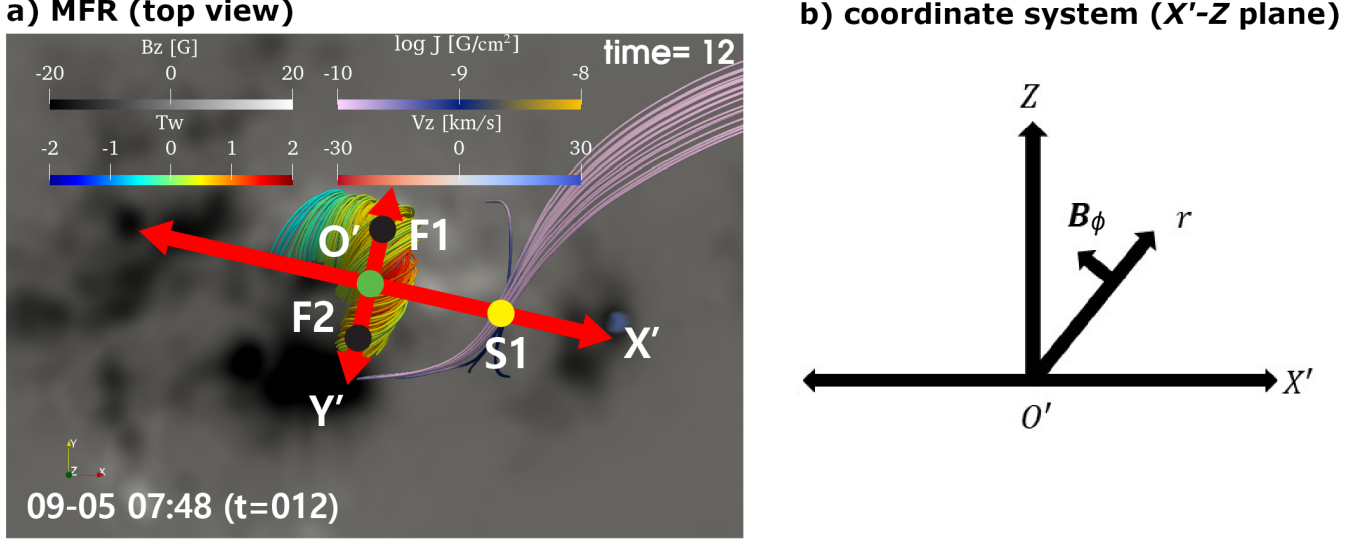 a) MFR (top view)
Bz [G]
-20 0 20
log J [G/cm²]
-10 -9 -8
time= 12
Tw
-2 -1 0 1 2
Vz [km/s]
-30 0 30
O′
F1
F2
S1
X′
Y′
Y
Z X
09-05 07:48 (t=012)
b) coordinate system (X′-Z plane)
Z
Bϕ
r
X′
O′